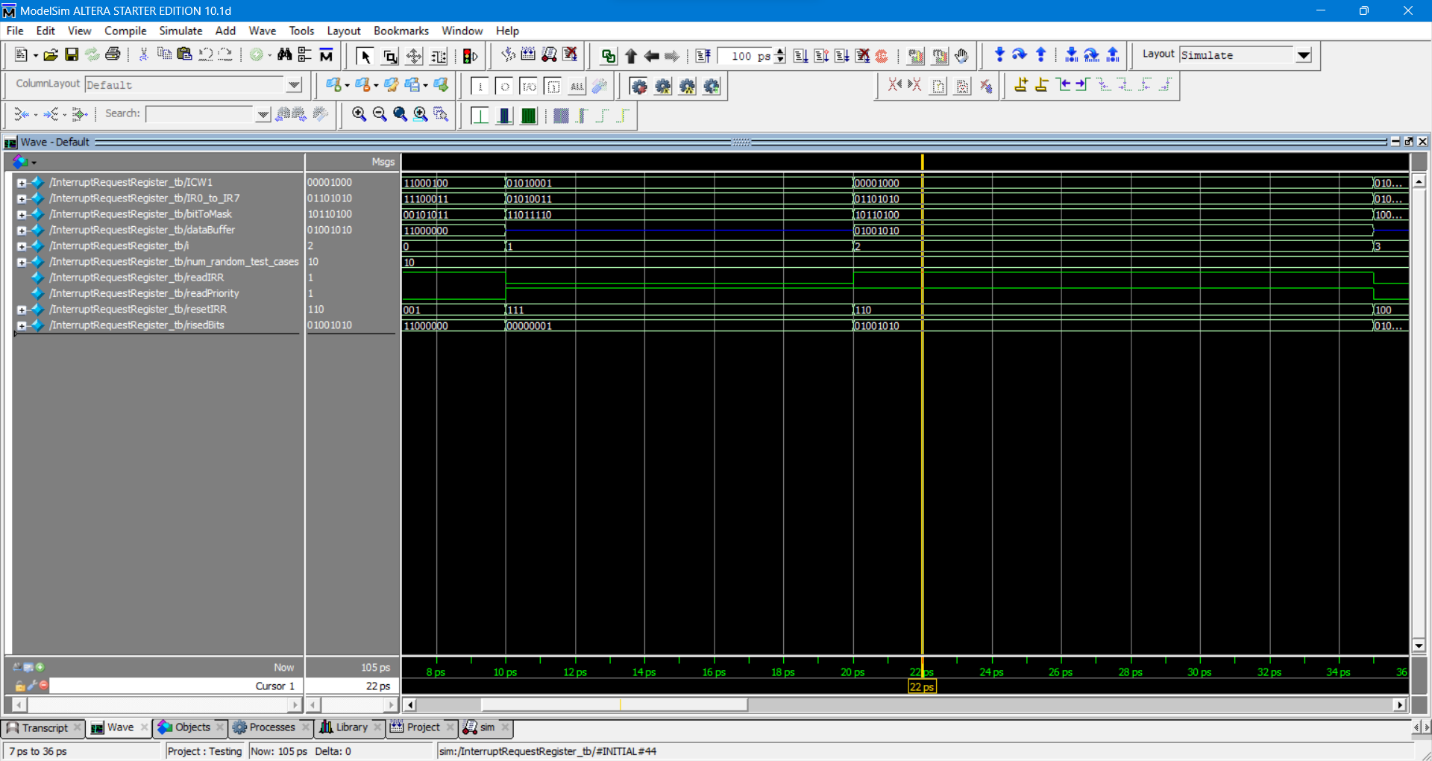 ModelSim ALTERA STARTER EDITION 10.1d
File Edit View Compile Simulate Add Wave Tools Layout Bookmarks Window Help
100 ps
Layout Simulate
ColumnLayout Default
ALL
Search:
Wave - Default
Msgs
/InterruptRequestRegister_tb/ICW1 00001000 11000100 01010001 00001000 010...
/InterruptRequestRegister_tb/IR0_to_IR7 01101010 11100011 01010011 01101010 010...
/InterruptRequestRegister_tb/bitToMask 10110100 00101011 11011110 10110100 100...
/InterruptRequestRegister_tb/dataBuffer 01001010 11000000 01001010
/InterruptRequestRegister_tb/i 2 0 1 2 3
/InterruptRequestRegister_tb/num_random_test_cases 10 10
/InterruptRequestRegister_tb/readIRR 1
/InterruptRequestRegister_tb/readPriority 1
/InterruptRequestRegister_tb/resetIRR 110 001 111 110 100
/InterruptRequestRegister_tb/risedBits 01001010 11000000 00000001 01001010 010...
Now 105 ps 8 ps 10 ps 12 ps 14 ps 16 ps 18 ps 20 ps 22 ps 24 ps 26 ps 28 ps 30 ps 32 ps 34 ps 36
Cursor 1 22 ps 22 ps
Transcript Wave Objects Processes Library Project sim
7 ps to 36 ps Project : Testing Now: 105 ps Delta: 0 sim:/InterruptRequestRegister_tb/#INITIAL#44